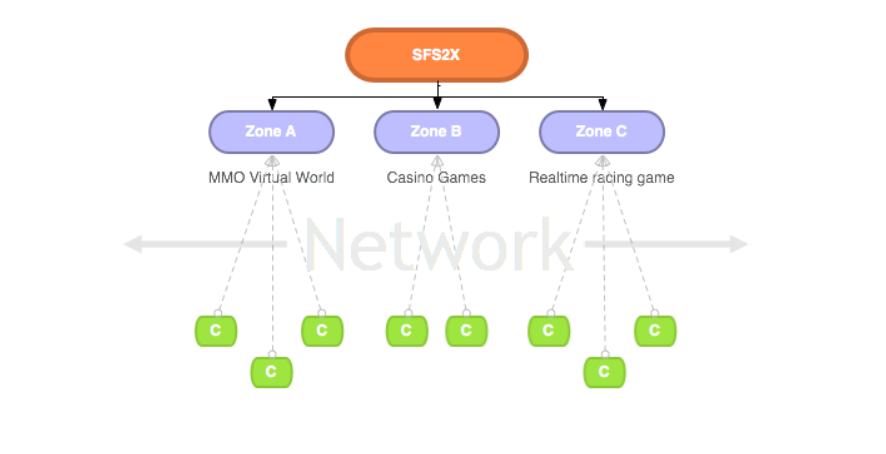 SFS2X
Zone A
Zone B
Zone C
MMO Virtual World
Casino Games
Realtime racing game
Network
C
C
C
C
C
C
C
C